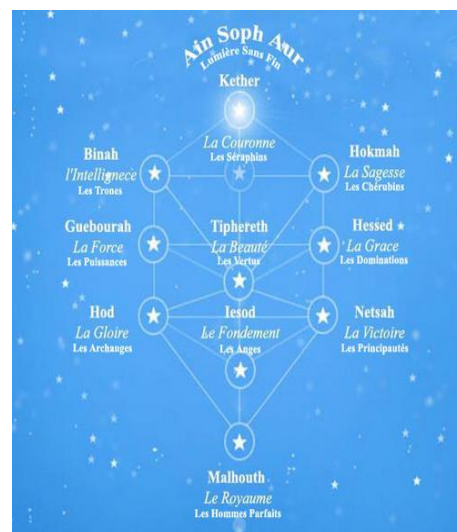 Ain Soph Aur
Lumière Sans Fin
Kether
La Couronne
Les Séraphins
Binah
l'Intellignece
Les Trones
Hokmah
La Sagesse
Les Chérubins
Guebourah
La Force
Les Puissances
Tiphereth
La Beauté
Les Vertus
Hessed
La Grace
Les Dominations
Hod
La Gloire
Les Archanges
Iesod
Le Fondement
Les Anges
Netsah
La Victoire
Les Principautés
Malhouth
Le Royaume
Les Hommes Parfaits